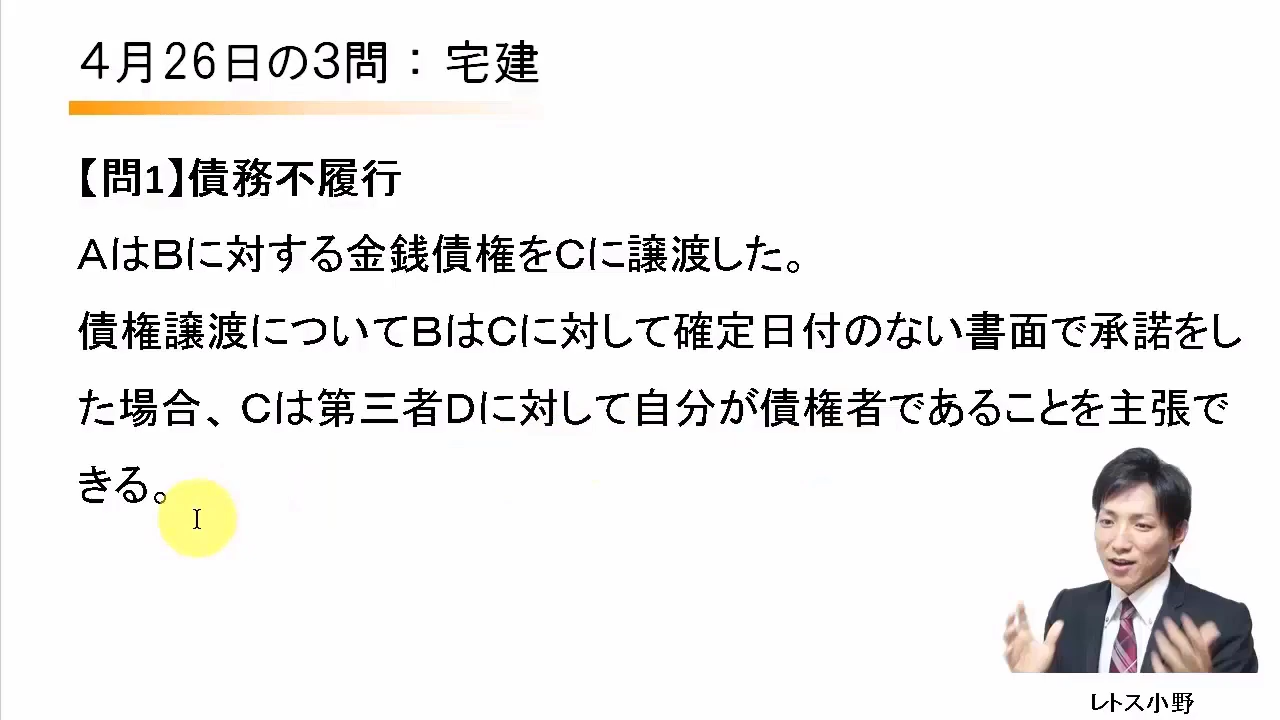 ４月26日の３問：宅建
【問1】債務不履行
ＡはＢに対する金銭債権をＣに譲渡した。
債権譲渡についてＢはＣに対して確定日付のない書面で承諾をし
た場合、Ｃは第三者Ｄに対して自分が債権者であることを主張で
きる。
レトス小野